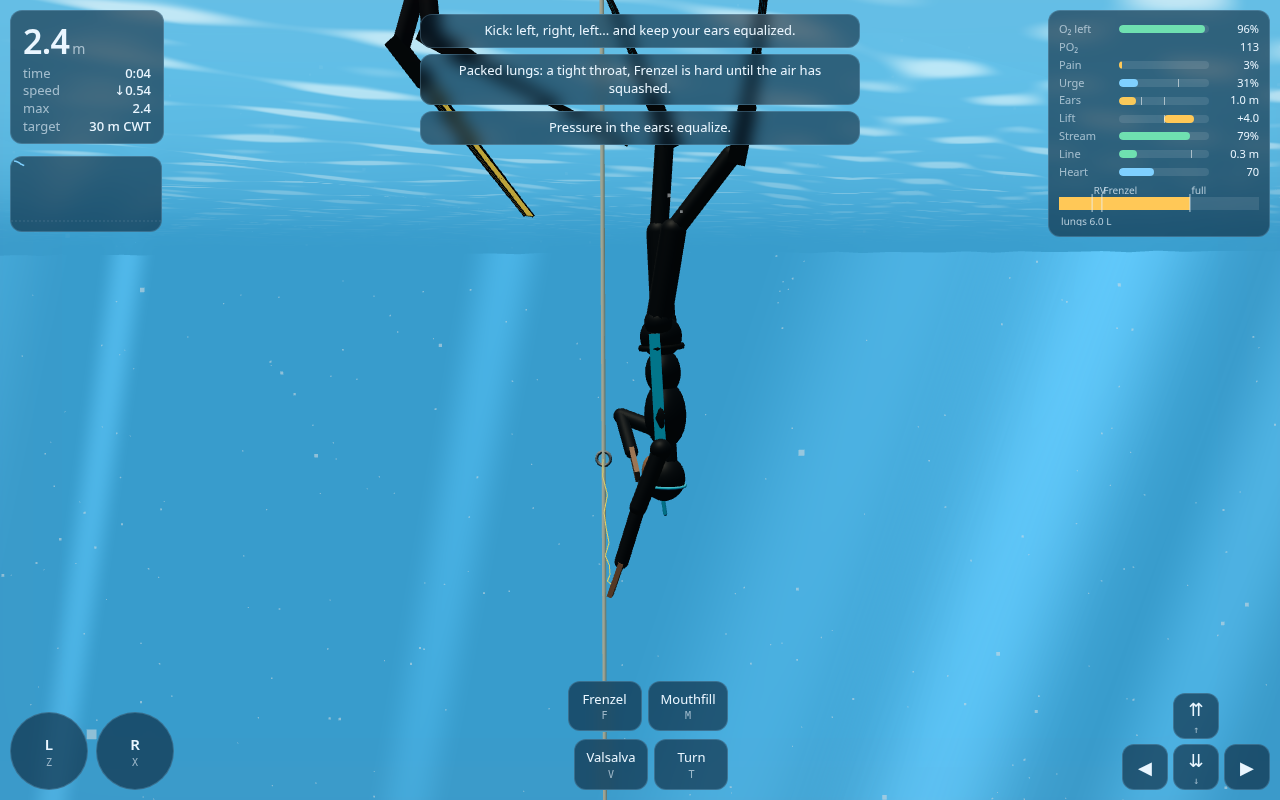 2.4 m
time 0:04
speed ↓0.54
max 2.4
target 30 m CWT
Kick: left, right, left... and keep your ears equalized.
Packed lungs: a tight throat, Frenzel is hard until the air has
squashed.
Pressure in the ears: equalize.
O₂ left 96%
PO₂ 113
Pain 3%
Urge 31%
Ears 1.0 m
Lift +4.0
Stream 79%
Line 0.3 m
Heart 70
RV Frenzel full
lungs 6.0 L
L
Z
R
X
Frenzel
F
Mouthfill
M
Valsalva
V
Turn
T
⇈
↑
◀
⇊
↓
▶